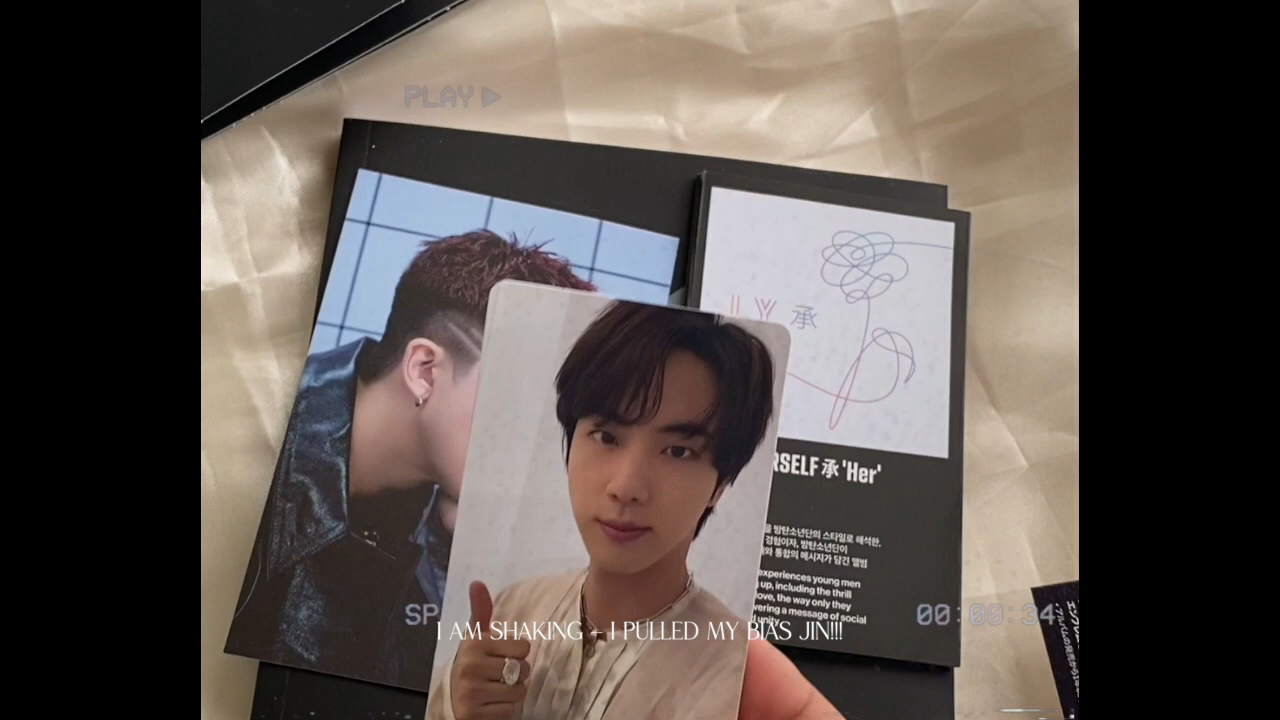 PLAY
承
RSELF 承 'Her'
방탄소년단의 스타일로 해석한,
경험이자, 방탄소년단이
통합의 메시지가 담긴 앨범
experiences young men
up, including the thrill
love, the way only they
a message of social
unity
SP
00:00:34
I AM SHAKING - I PULLED MY BIAS JIN!!!